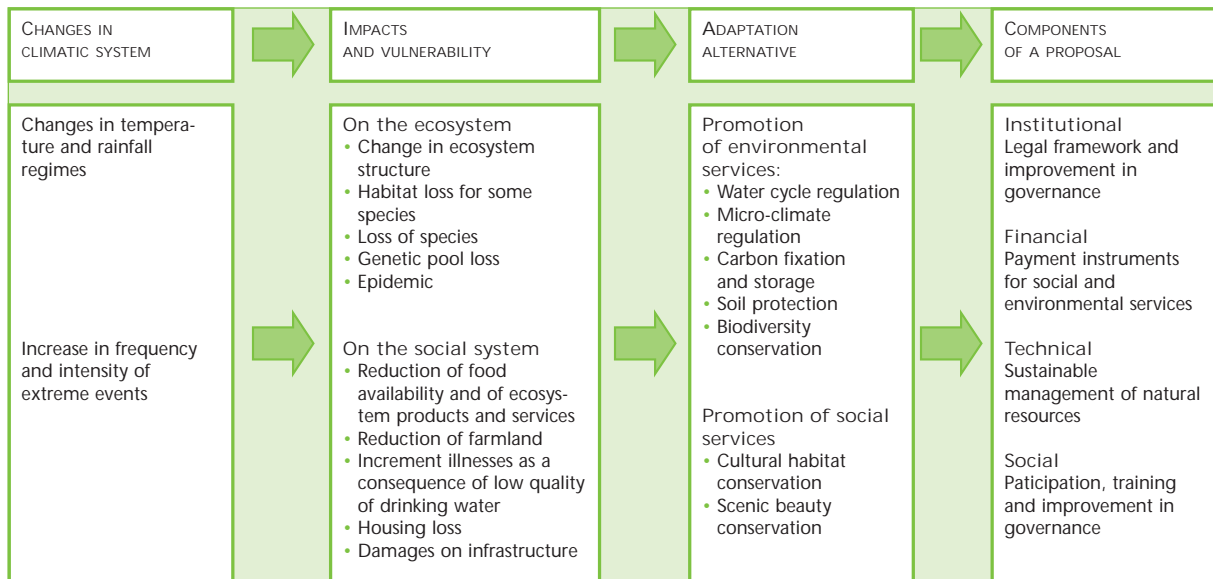 CHANGES IN
CLIMATIC SYSTEM
IMPACTS
AND VULNERABILITY
ADAPTATION
ALTERNATIVE
COMPONENTS
OF A PROPOSAL
Changes in tempera-
ture and rainfall
regimes
Increase in frequency
and intensity of
extreme events
On the ecosystem
• Change in ecosystem
structure
• Habitat loss for some
species
• Loss of species
• Genetic pool loss
• Epidemic
On the social system
• Reduction of food
availability and of ecosys-
tem products and services
• Reduction of farmland
• Increment illnesses as a
consequence of low quality
of drinking water
• Housing loss
• Damages on infrastructure
Promotion
of environmental
services:
• Water cycle regulation
• Micro-climate
regulation
• Carbon fixation
and storage
• Soil protection
• Biodiversity
conservation
Promotion of social
services
• Cultural habitat
conservation
• Scenic beauty
conservation
Institutional
Legal framework and
improvement in
governance
Financial
Payment instruments
for social and
environmental services
Technical
Sustainable
management of natural
resources
Social
Paticipation, training
and improvement in
governance